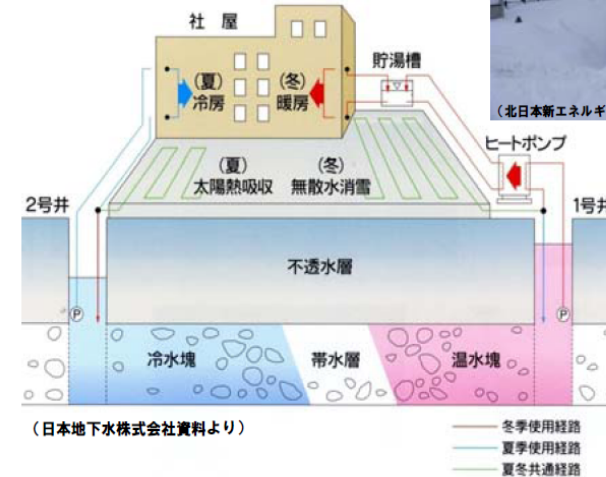 社　屋
貯湯槽
(夏)
冷房
(冬)
暖房
(北日本新エネルギ
ヒートポンプ
(夏)
太陽熱吸収
(冬)
無散水消雪
2号井
1号井
不透水層
P
P
冷水塊
帯水層
温水塊
(日本地下水株式会社資料より)
冬季使用経路
夏季使用経路
夏冬共通経路